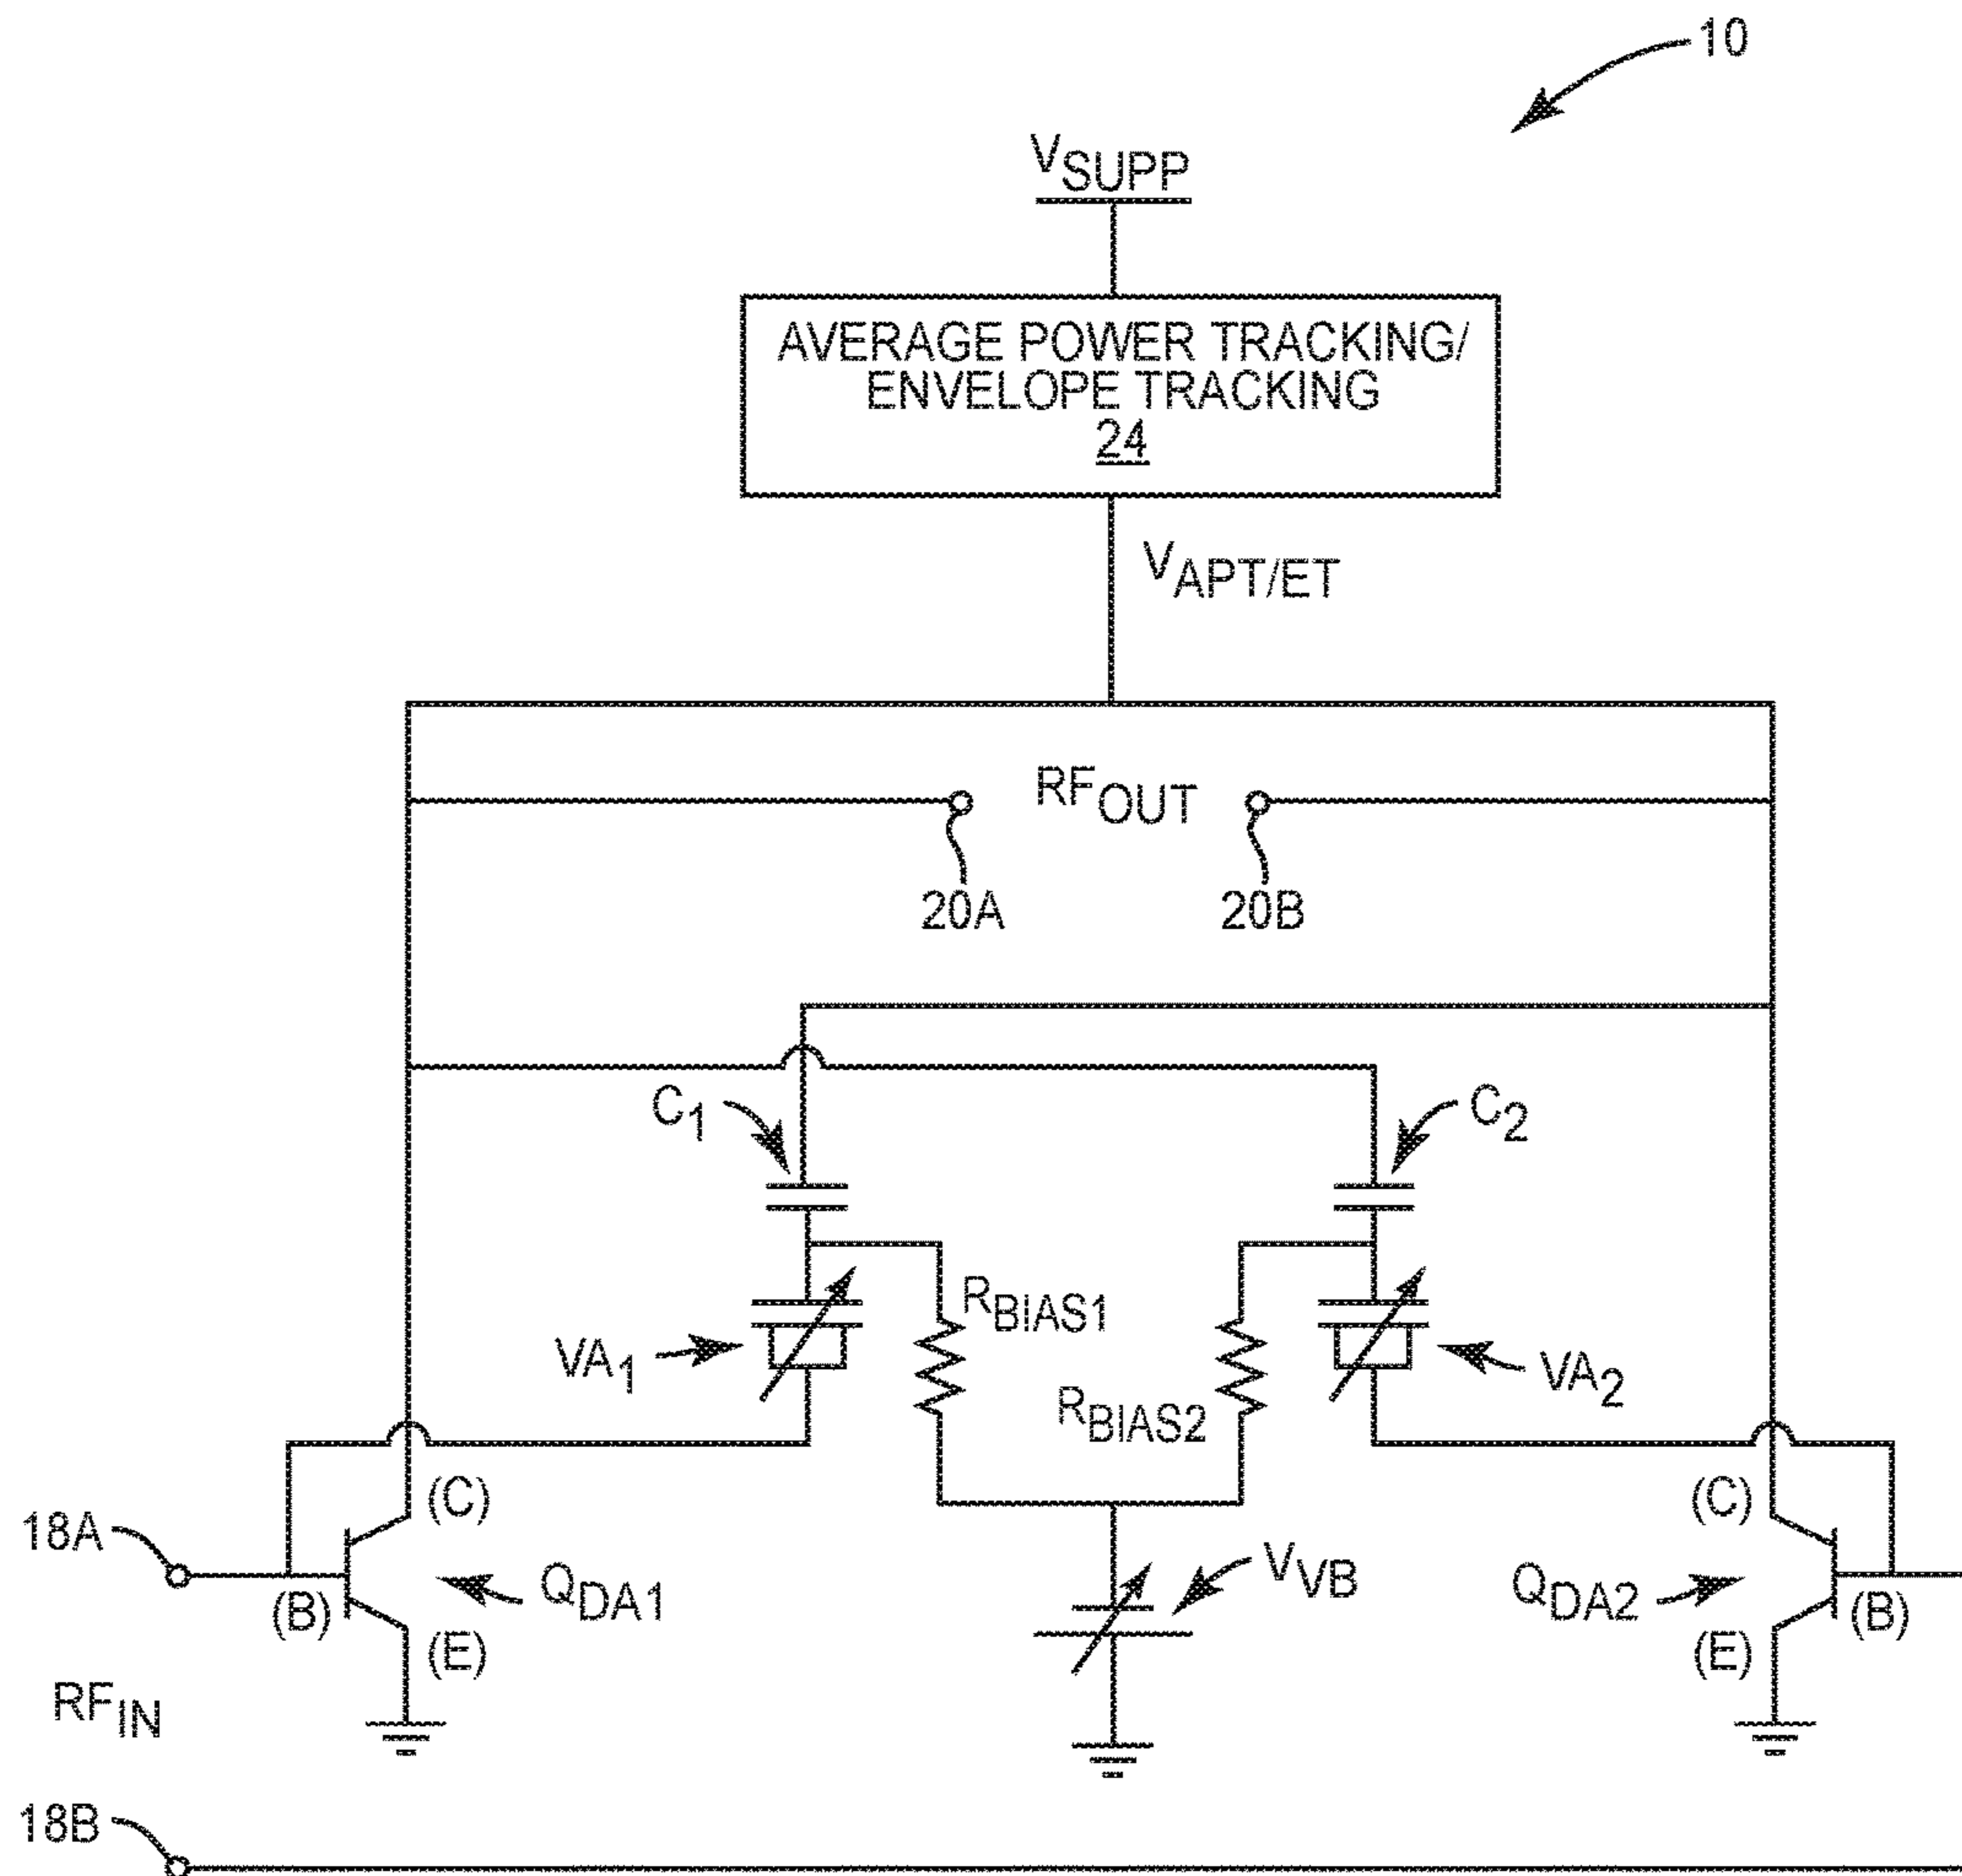 10
VSUPP
AVERAGE POWER TRACKING/
ENVELOPE TRACKING
24
VAPT/ET
RFOUT
20A
20B
C1
C2
RBIAS1
VA1
RBIAS2
VA2
(C)
(C)
18A
QDA1
VVB
QDA2
(B)
(B)
(E)
(E)
RFIN
18B